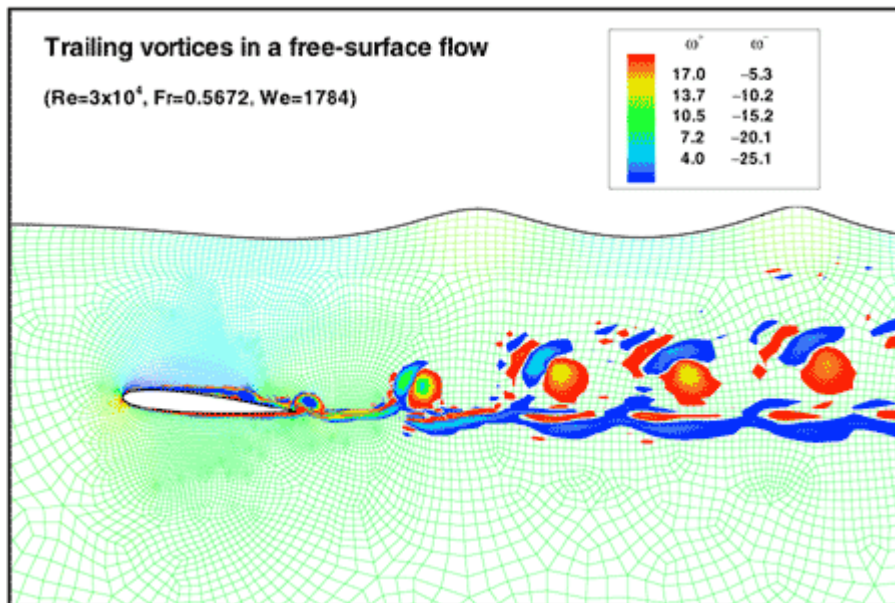 Trailing vortices in a free-surface flow
(Re=3x10⁴, Fr=0.5672, We=1784)
ω⁺ ω⁻
17.0 −5.3
13.7 −10.2
10.5 −15.2
7.2 −20.1
4.0 −25.1